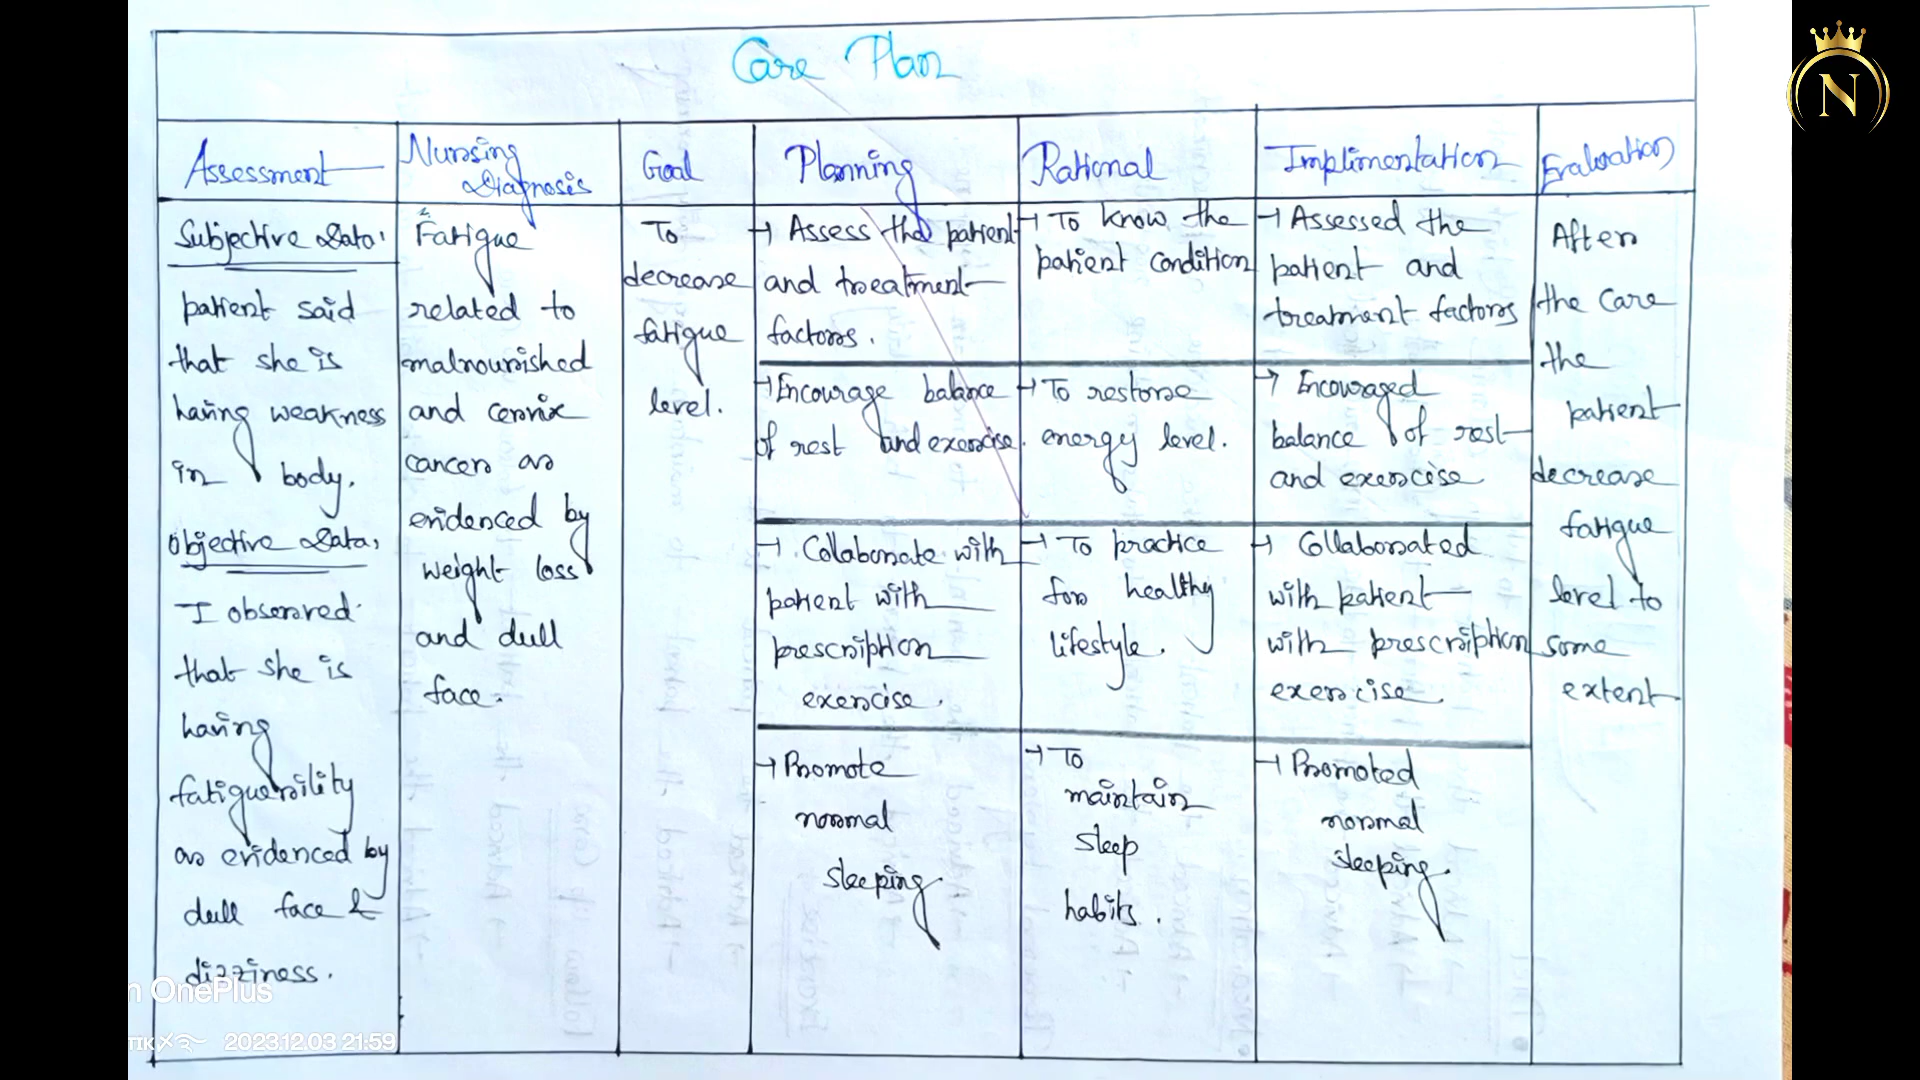 Care Plan
Assessment
Nursing
Diagnosis
Goal
Planning
Rational
Implimentation
Evaluation
Subjective Data,
patient said
that she is
having weakness
in body.
Objective Data,
I observed
that she is
having
as evidenced by
dull face &
dizziness.
Fatigue
related to
malnourished
and cervix
cancer as
evidenced by
weight loss
and dull
face.
To
decrease
fatigue
level.
→ Assess the patient
and treatment
factors.
→ Encourage balance
of rest and exercise.
→ Collaborate with
patient with
prescription
exercise.
→ Promote
normal
sleeping
→ To know the
patient condition
→ To restore
energy level.
→ To practice
for healthy
lifestyle.
→ To
maintain
sleep
habits.
→ Assessed the
patient and
treatment factors
→ Encouraged
balance of rest
and exercise
→ Collaborated
with patient
with prescription
exercise.
→ Promoted
normal
sleeping.
After
the care
the
patient
decrease
fatigue
level to
some
extent
N
n OnePlus
2023.12.03 21:59